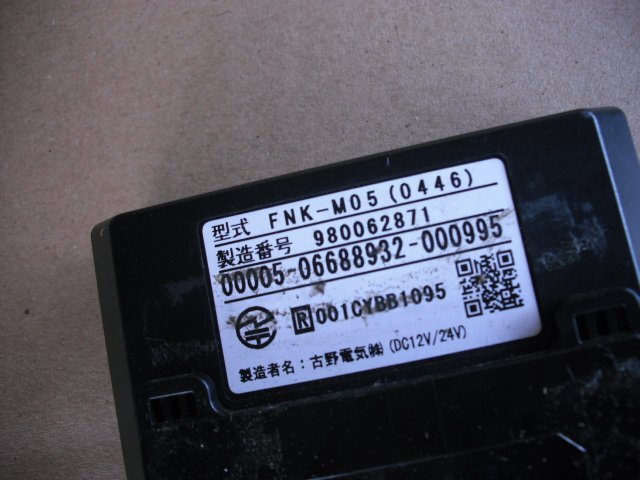 型式 FNK-M05(0446)
製造番号 980062871
00005-06688932-000995
R 001CYBB1095
製造者名:古野電気㈱(DC12V/24V)